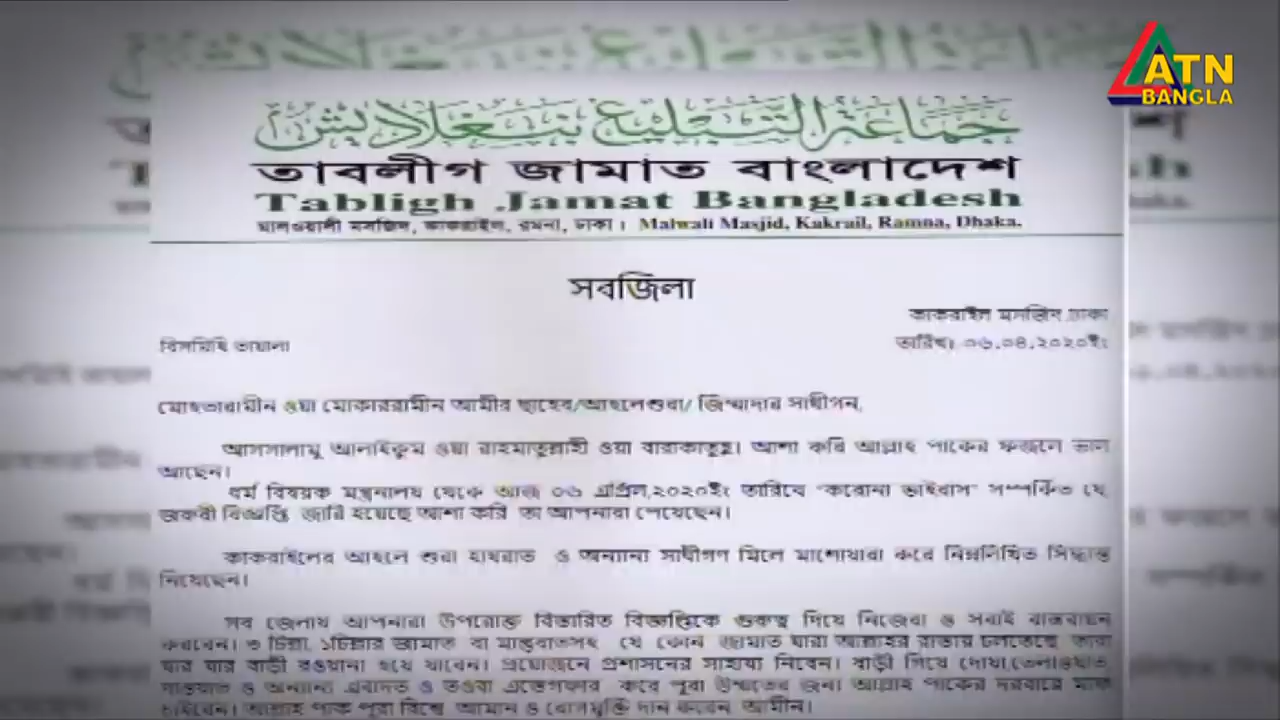 ATN
BANGLA
جماعة التبليغ بنغلاديش
তাবলীগ জামাত বাংলাদেশ
Tabligh Jamat Bangladesh
মালওয়ালী মসজিদ, কাকরাইল, রমনা, ঢাকা। Malwali Masjid, Kakrail, Ramna, Dhaka.
সবজিলা
কাকরাইল মসজিদ ঢাকা
বিসমিহি তায়ালা
তারিখ: ০৬.০৪.২০২০ইং
মোহতারামীন ওয়া মোকাররামীন আমীর ছাহেব/আহলেশুরা/ জিম্মাদার সাথীগন,
আসসালামু আলাইকুম ওয়া রাহমাতুল্লাহী ওয়া বারাকাতুহু। আশা করি আল্লাহ পাকের ফজলে ভাল
আছেন।
ধর্ম বিষয়ক মন্ত্রনালয় থেকে আজ ০৬ এপ্রিল,২০২০ইং তারিখে "করোনা ভাইরাস" সম্পর্কিত যে
জরুরী বিজ্ঞপ্তি জারি হয়েছে আশা করি তা আপনারা পেয়েছেন।
কাকরাইলের আহলে শুরা হাযরাত ও অন্যান্য সাথীগণ মিলে মাশোয়ারা করে নিম্নলিখিত সিদ্ধান্ত
নিয়েছেন।
সব জেলায় আপনারা উপরোক্ত বিস্তারিত বিজ্ঞপ্তিকে গুরুত্ব দিয়ে নিজেরা ও সবাই বাস্তবায়ন
করবেন। ৩ চিল্লা, ১চিল্লার জামাত বা মাস্তুরাতসহ যে কোন জামাত যারা আল্লাহর রাস্তায় চলতেছে তারা
যার যার বাড়ী রওয়ানা হয়ে যাবেন। প্রয়োজনে প্রশাসনের সাহায্য নিবেন। বাড়ী গিয়ে দোয়া,তেলাওয়াত,
দাওয়াত ও অন্যান্য এবাদত ও তওবা এস্তেগফার করে পুরা উম্মতের জন্য আল্লাহ পাকের দরবারে মাফ
চাইবেন। আল্লাহ পাক পুরা বিশ্বে আমান ও রোগমুক্তি দান করেন আমীন।